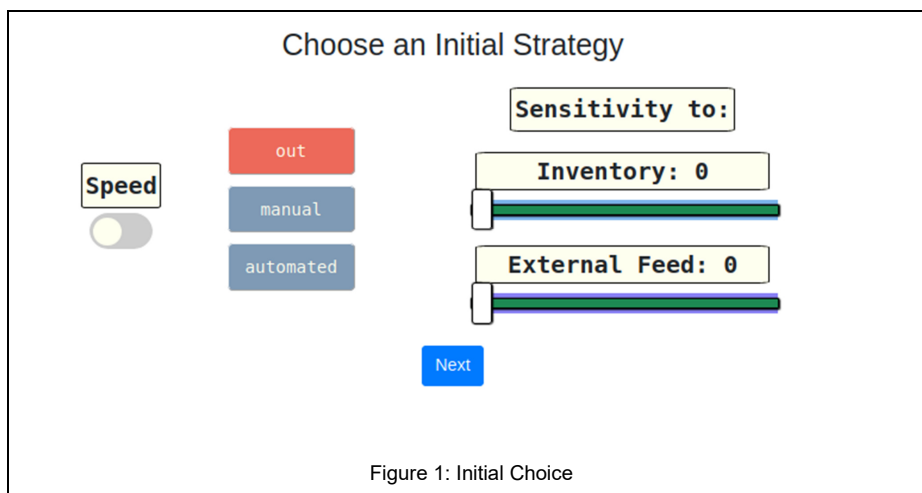 Choose an Initial Strategy
Speed
out
manual
automated
Sensitivity to:
Inventory: 0
External Feed: 0
Next
Figure 1: Initial Choice